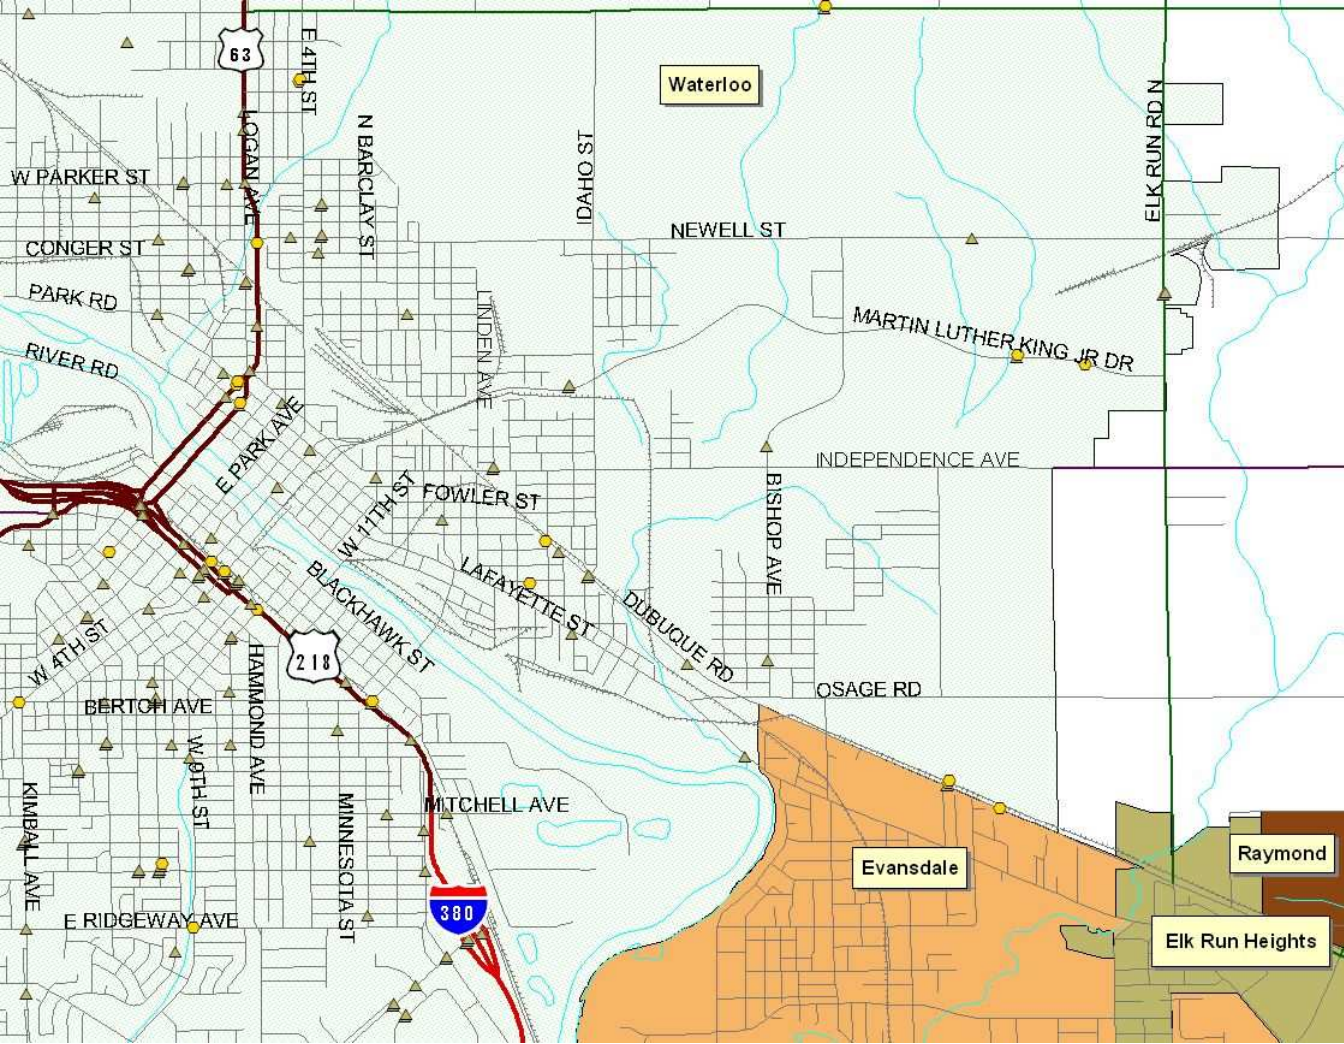 63
E 4TH ST
Waterloo
ELK RUN RD N
LOGAN AVE
N BARCLAY ST
IDAHO ST
W PARKER ST
NEWELL ST
CONGER ST
PARK RD
LINDEN AVE
MARTIN LUTHER KING JR DR
RIVER RD
E PARK AVE
INDEPENDENCE AVE
W 11TH ST
FOWLER ST
BISHOP AVE
BLACKHAWK ST
LAFAYETTE ST
DUBUQUE RD
W 4TH ST
218
HAMMOND AVE
OSAGE RD
BERTCH AVE
W 9TH ST
KIMBALL AVE
MINNESOTA ST
MITCHELL AVE
Evansdale
Raymond
380
E RIDGEWAY AVE
Elk Run Heights